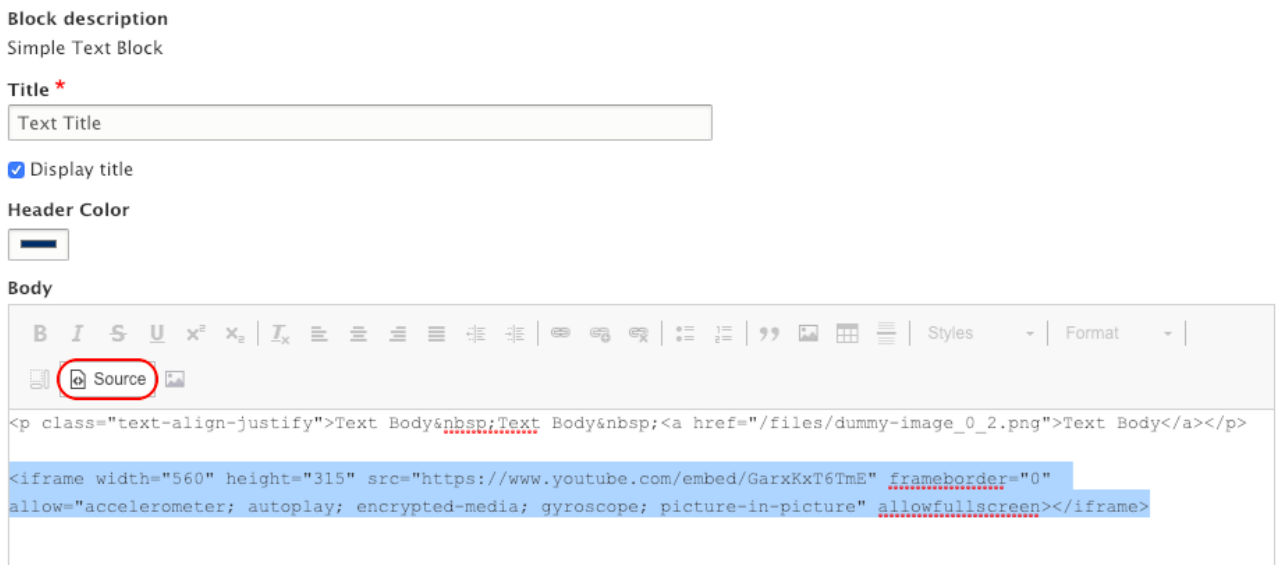 Block description
Simple Text Block
Title *
Text Title
Display title
Header Color
Body
B I S U x² x₂ Ix Styles Format
Source
<p class="text-align-justify">Text Body&nbsp;Text Body&nbsp;<a href="/files/dummy-image_0_2.png">Text Body</a></p>
<iframe width="560" height="315" src="https://www.youtube.com/embed/GarxKxT6TmE" frameborder="0"
allow="accelerometer; autoplay; encrypted-media; gyroscope; picture-in-picture" allowfullscreen></iframe>